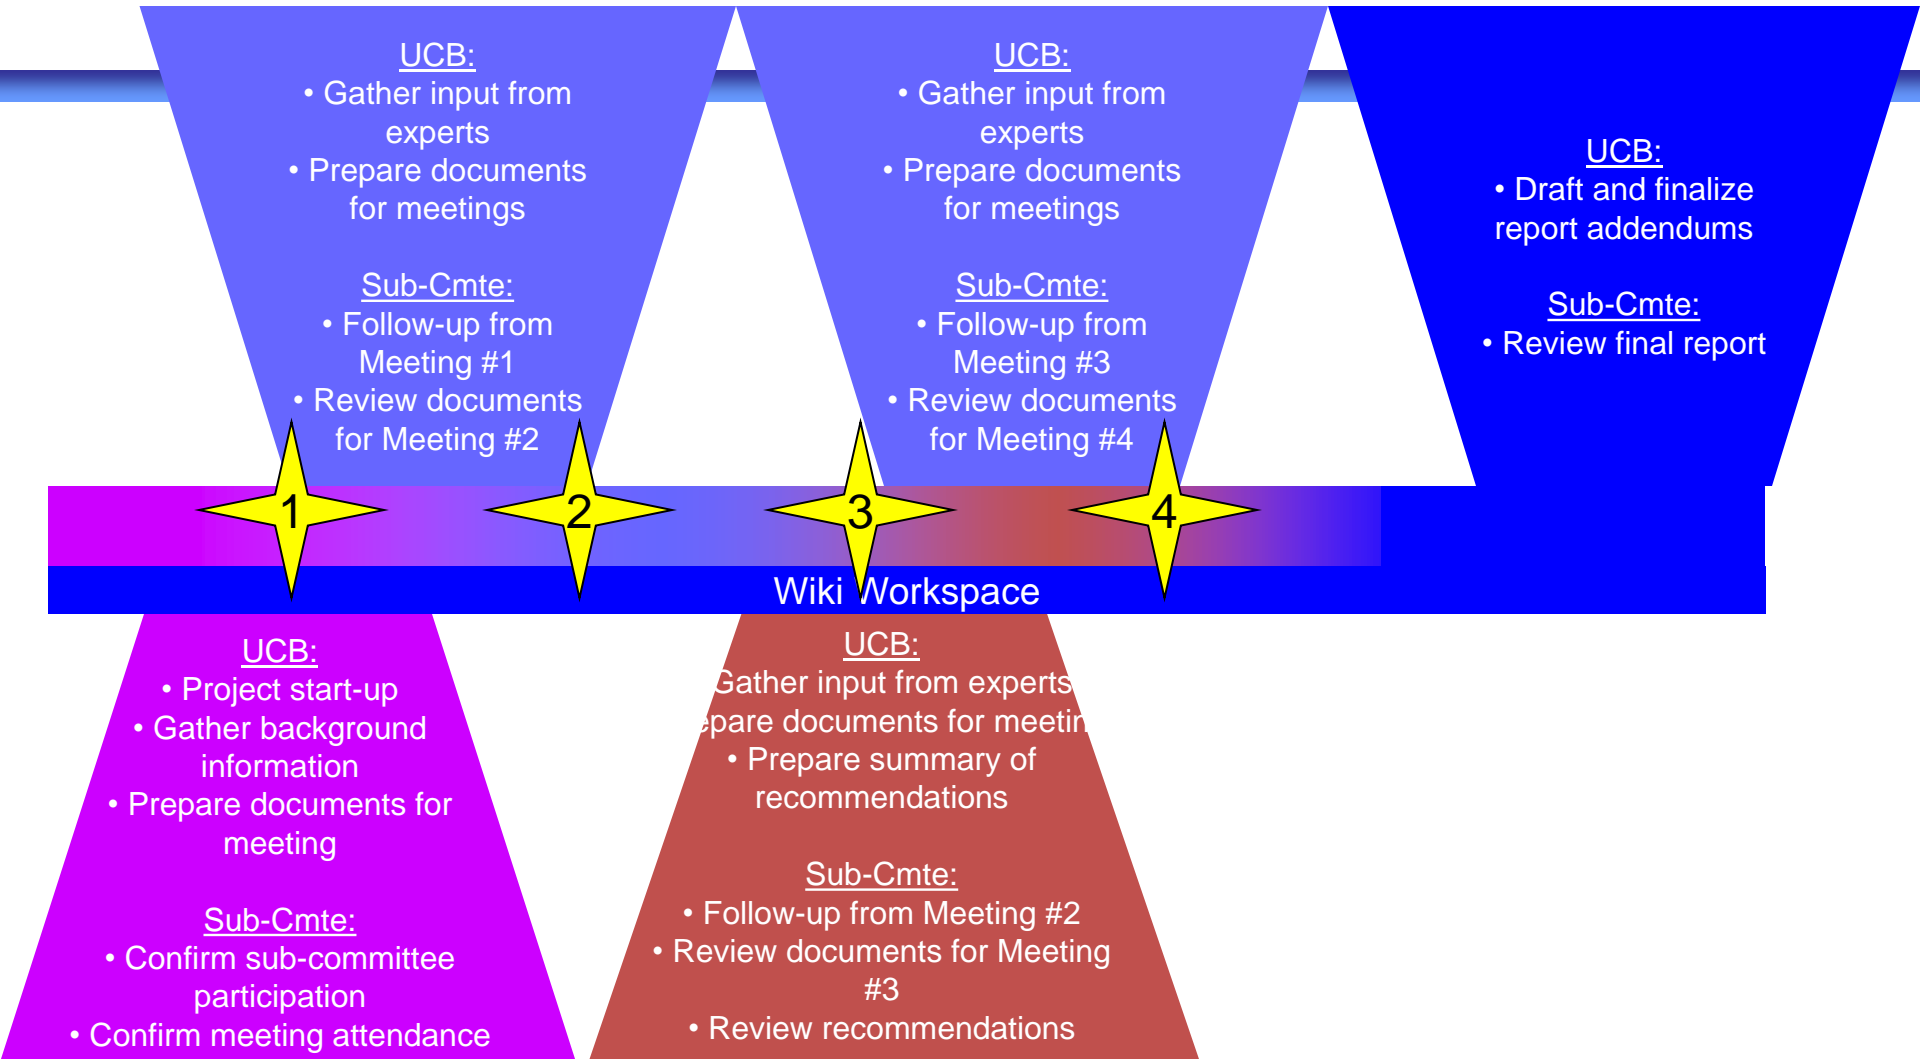 UCB:
• Gather input from
experts
• Prepare documents
for meetings
Sub-Cmte:
• Follow-up from
Meeting #1
• Review documents
for Meeting #2
UCB:
• Gather input from
experts
• Prepare documents
for meetings
Sub-Cmte:
• Follow-up from
Meeting #3
• Review documents
for Meeting #4
UCB:
• Draft and finalize
report addendums
Sub-Cmte:
• Review final report
1
2
3
4
Wiki Workspace
UCB:
• Project start-up
• Gather background
information
• Prepare documents for
meeting
Sub-Cmte:
• Confirm sub-committee
participation
• Confirm meeting attendance
UCB:
Gather input from experts
epare documents for meetin
• Prepare summary of
recommendations
Sub-Cmte:
• Follow-up from Meeting #2
• Review documents for Meeting
#3
• Review recommendations